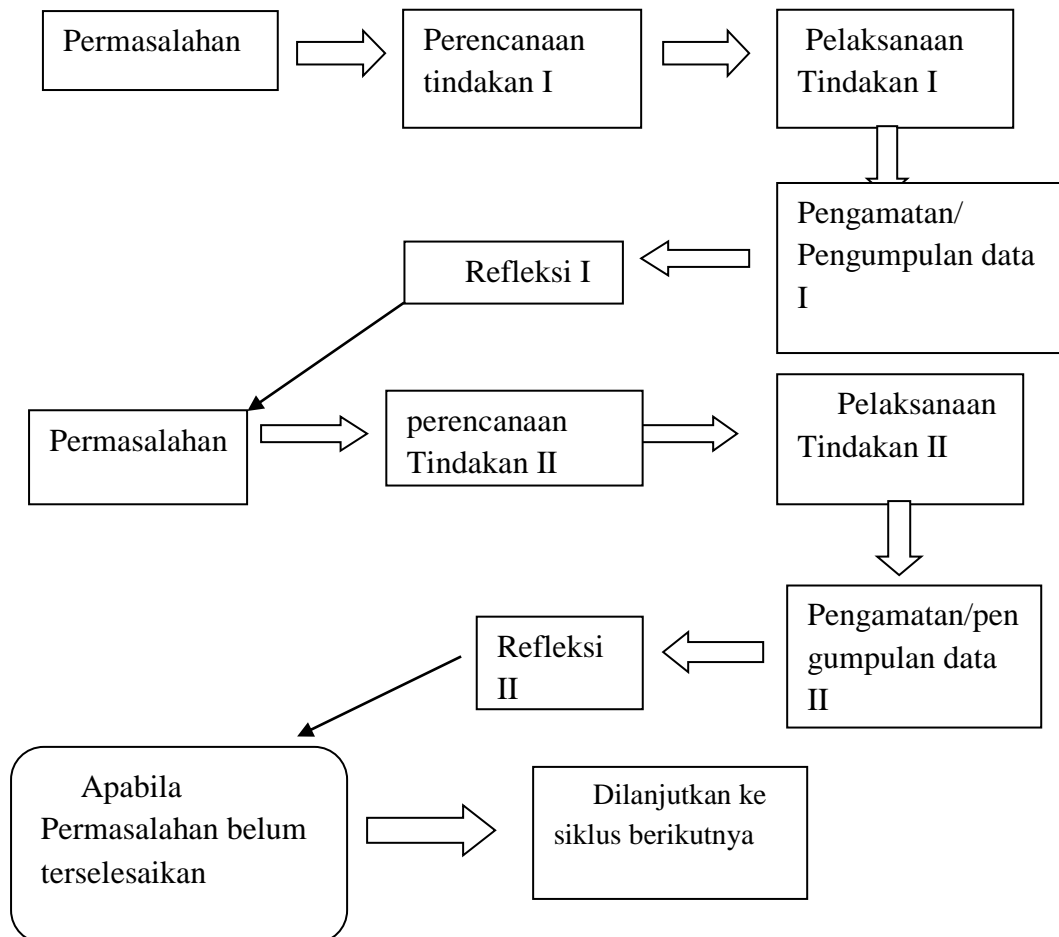 Permasalahan
Perencanaan
tindakan I
Pelaksanaan
Tindakan I
Pengamatan/
Pengumpulan data
I
Refleksi I
Permasalahan
perencanaan
Tindakan II
Pelaksanaan
Tindakan II
Pengamatan/pen
gumpulan data
II
Refleksi
II
Apabila
Permasalahan belum
terselesaikan
Dilanjutkan ke
siklus berikutnya